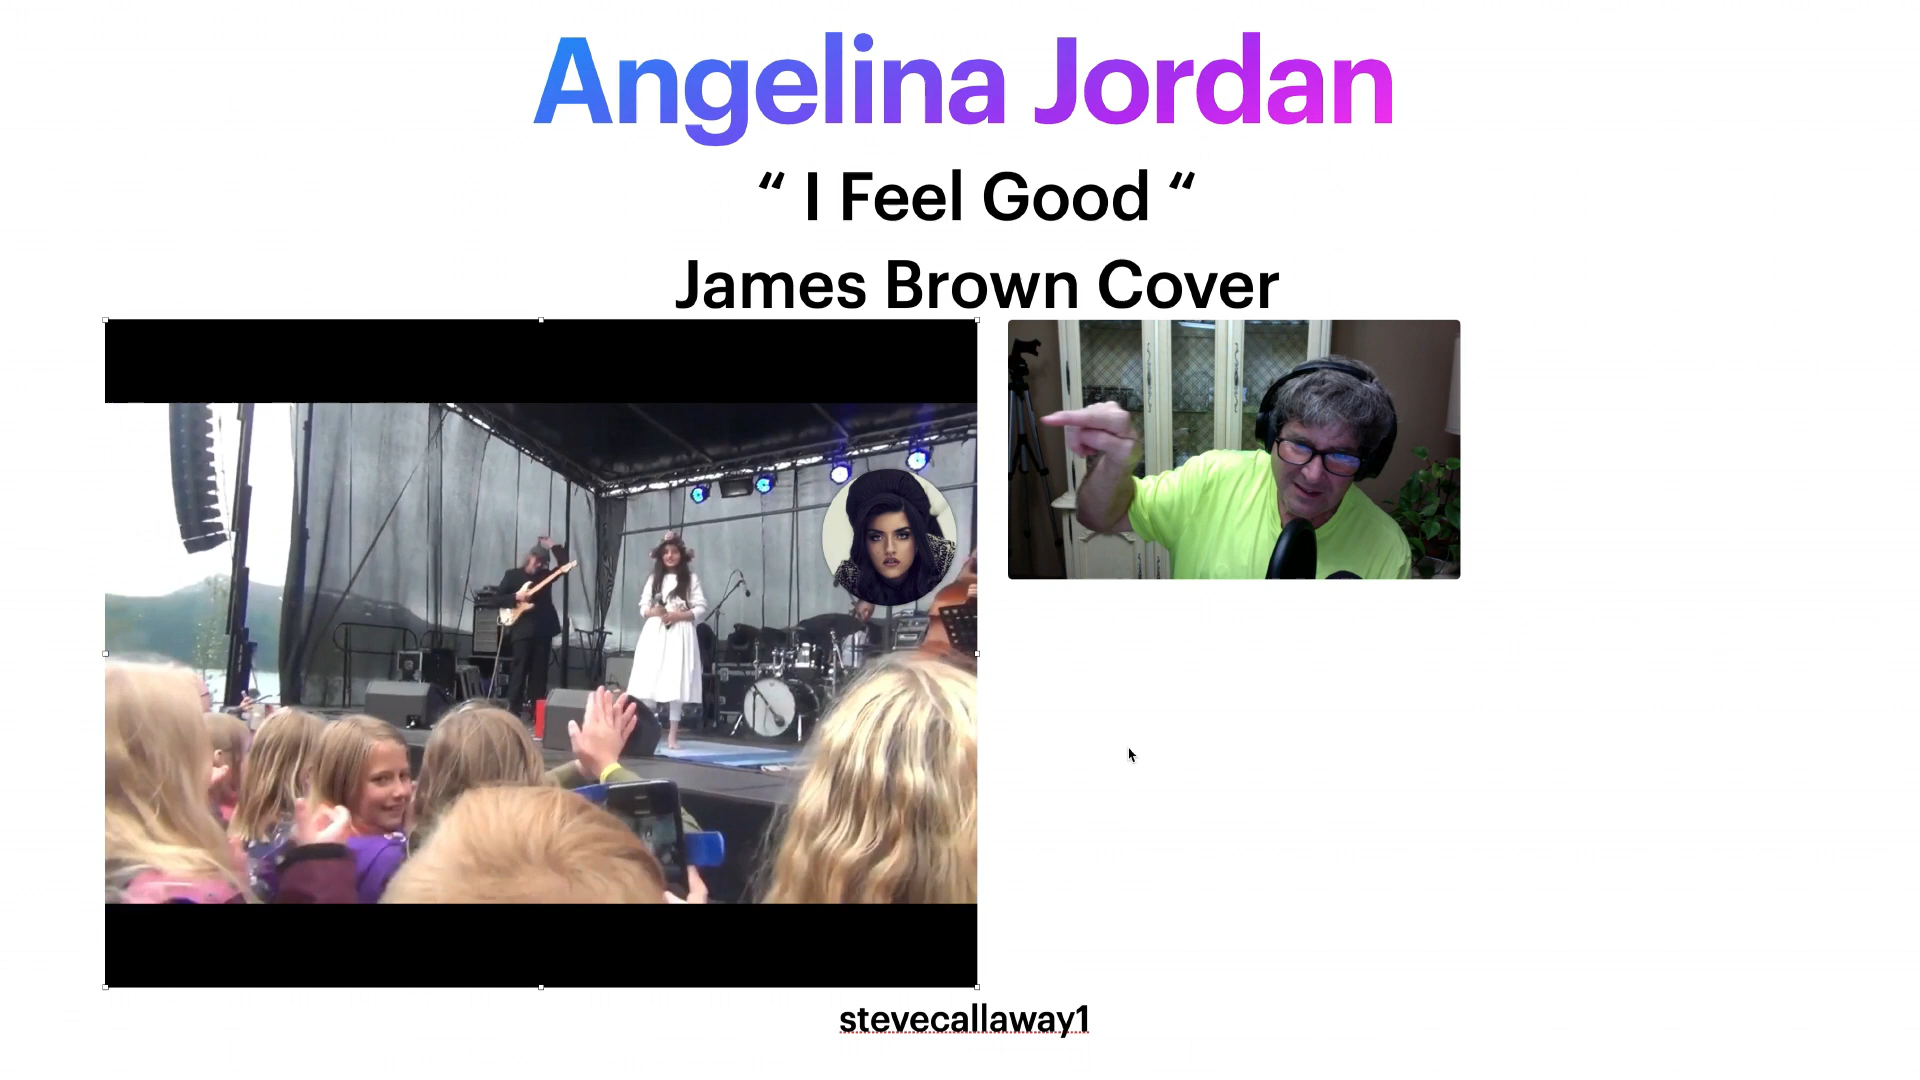 Angelina Jordan
“ I Feel Good “
James Brown Cover
stevecallaway1